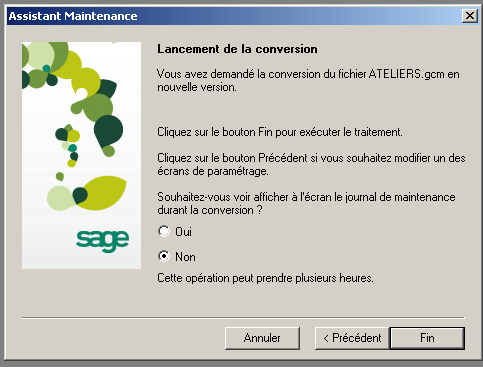 Assistant Maintenance
Lancement de la conversion
Vous avez demandé la conversion du fichier ATELIERS.gcm en
nouvelle version.
Cliquez sur le bouton Fin pour exécuter le traitement.
Cliquez sur le bouton Précédent si vous souhaitez modifier un des
écrans de paramétrage.
Souhaitez-vous voir afficher à l'écran le journal de maintenance
durant la conversion ?
Oui
Non
Cette opération peut prendre plusieurs heures.
sage
Annuler
< Précédent
Fin